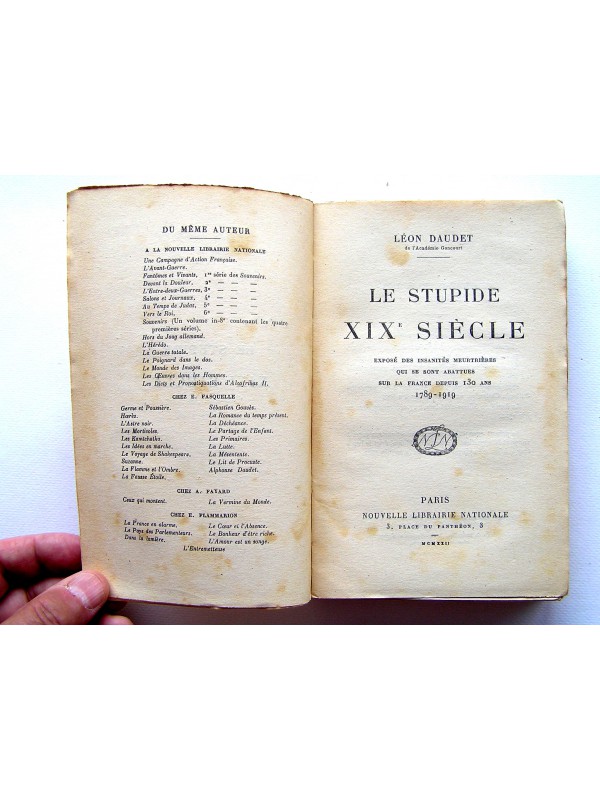 DU MÊME AUTEUR
A LA NOUVELLE LIBRAIRIE NATIONALE
Une Campagne d'Action Française.
L'Avant-Guerre.
Fantômes et Vivants, 1re série des Souvenirs.
Devant la Douleur, 2e — — —
L'Entre-deux-Guerres, 3e — — —
Salons et Journaux, 4e — — —
Au Temps de Judas, 5e — — —
Vers le Roi, 6e — — —
Souvenirs (Un volume in-8° contenant les quatre
premières séries).
Hors du Joug allemand.
L'Hérédo.
La Guerre totale.
Le Poignard dans le dos.
Le Monde des Images.
Les Œuvres dans les Hommes.
Les Dicts et Pronostiquations d'Alcofribas II.
CHEZ E. FASQUELLE
Germe et Poussière.
Hœrès.
L'Astre noir.
Les Morticoles.
Les Kamtchatka.
Les Idées en marche.
Le Voyage de Shakespeare.
Suzanne.
La Flamme et l'Ombre.
La Fausse Étoile.
Sébastien Gouvès.
La Romance du temps présent.
La Déchéance.
Le Partage de l'Enfant.
Les Primaires.
La Lutte.
La Mésentente.
Le Lit de Procuste.
Alphonse Daudet.
CHEZ A. FAYARD
Ceux qui montent.
La Vermine du Monde.
CHEZ E. FLAMMARION
La France en alarme.
Le Pays des Parlementeurs.
Dans la lumière.
Le Cœur et l'Absence.
Le Bonheur d'être riche.
L'Amour est un songe.
L'Entremetteuse
LÉON DAUDET
de l'Académie Goncourt
LE STUPIDE
XIXe SIÈCLE
EXPOSÉ DES INSANITÉS MEURTRIÈRES
QUI SE SONT ABATTUES
SUR LA FRANCE DEPUIS 130 ANS
1789-1919
NLN
PARIS
NOUVELLE LIBRAIRIE NATIONALE
3, PLACE DU PANTHÉON, 3
MCMXXII